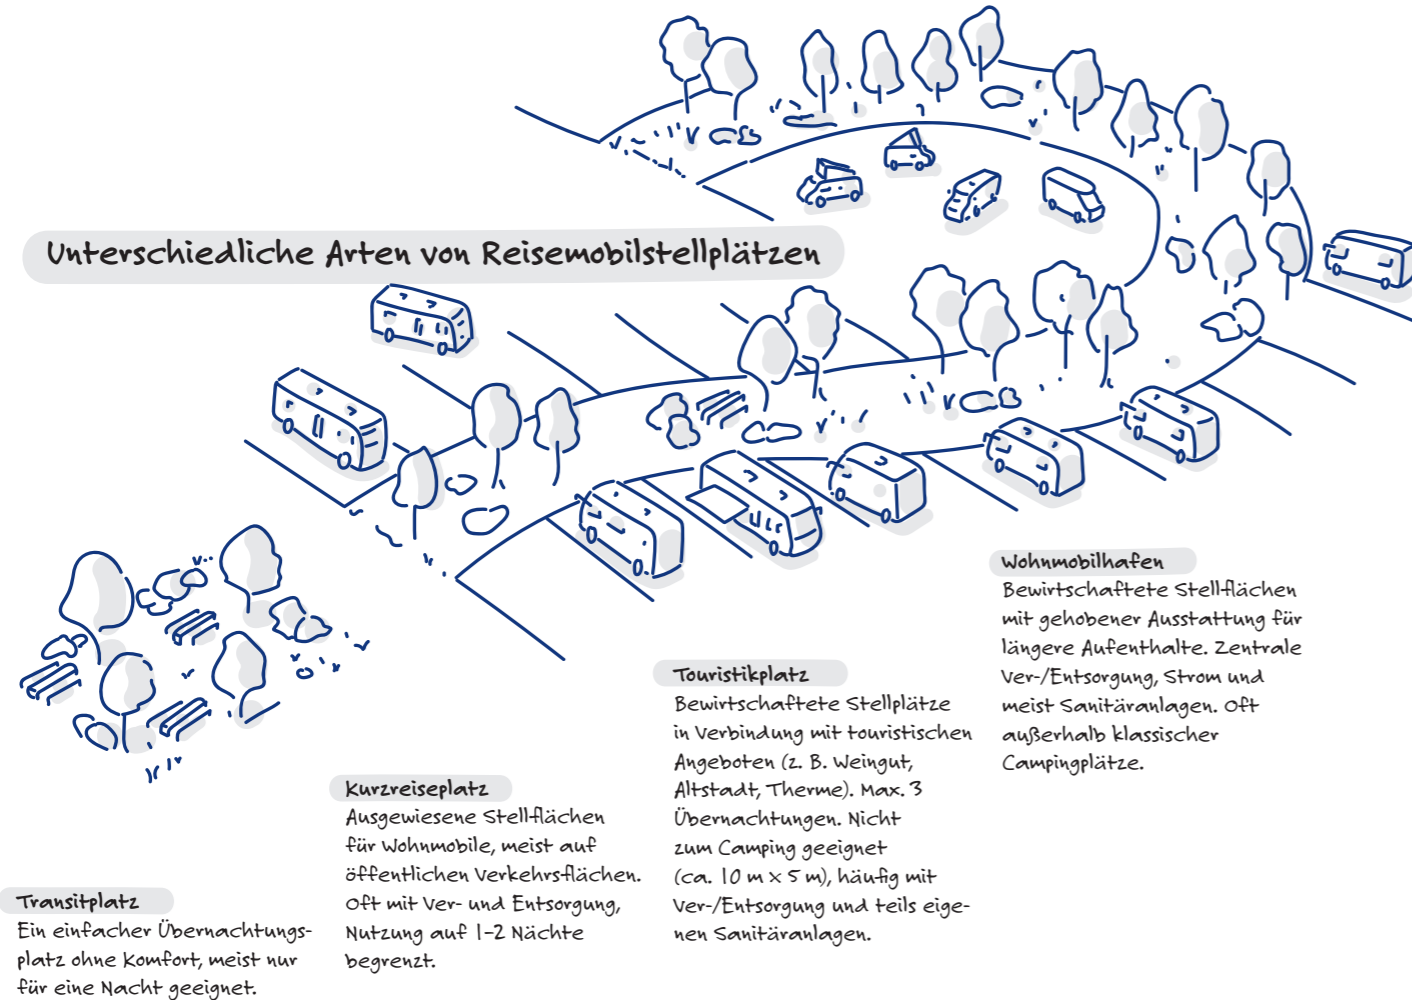 Unterschiedliche Arten von Reisemobilstellplätzen
Transitplatz
Ein einfacher Übernachtungs-
platz ohne Komfort, meist nur
für eine Nacht geeignet.
Kurzreiseplatz
Ausgewiesene Stellflächen
für Wohnmobile, meist auf
öffentlichen Verkehrsflächen.
Oft mit Ver- und Entsorgung,
Nutzung auf 1-2 Nächte
begrenzt.
Touristikplatz
Bewirtschaftete Stellplätze
in Verbindung mit touristischen
Angeboten (z. B. Weingut,
Altstadt, Therme). Max. 3
Übernachtungen. Nicht
zum Camping geeignet
(ca. 10 m x 5 m), häufig mit
Ver-/Entsorgung und teils eige-
nen Sanitäranlagen.
Wohnmobilhafen
Bewirtschaftete Stellflächen
mit gehobener Ausstattung für
längere Aufenthalte. Zentrale
Ver-/Entsorgung, Strom und
meist Sanitäranlagen. Oft
außerhalb klassischer
Campingplätze.